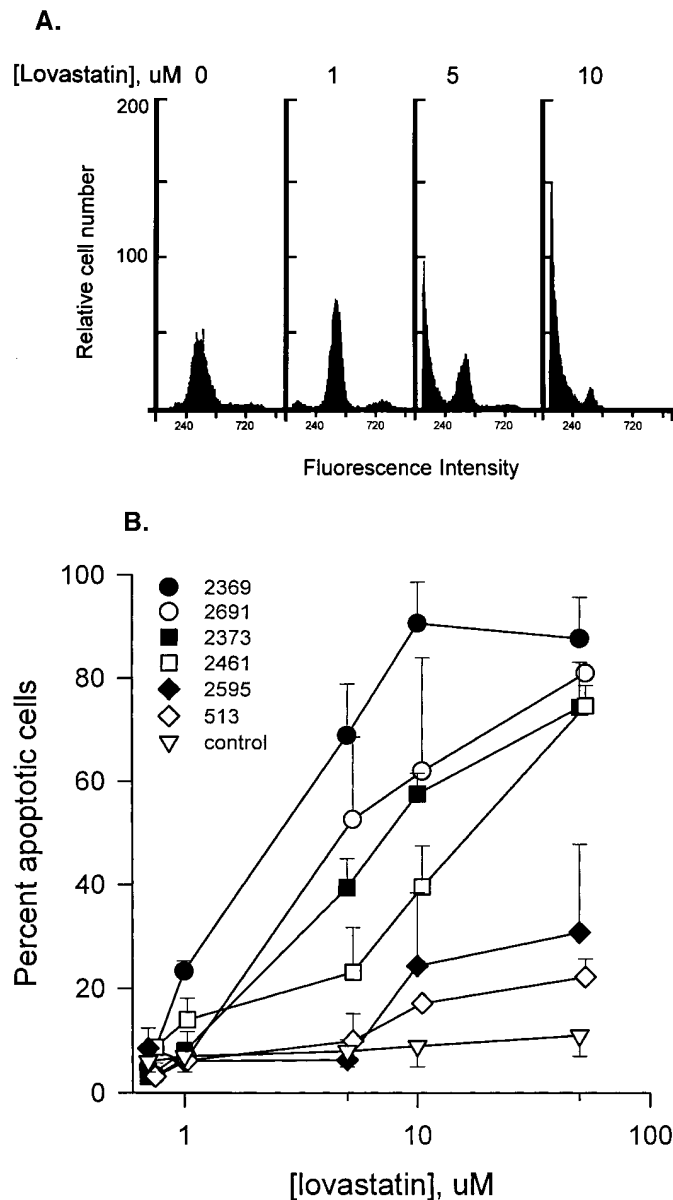 A.
[Lovastatin], uM 0 1 5 10
200
100
Relative cell number
240 720 240 720 240 720 240 720
Fluorescence Intensity
B.
100
80
60
40
20
0
Percent apoptotic cells
2369
2691
2373
2461
2595
513
control
1 10 100
[lovastatin], uM